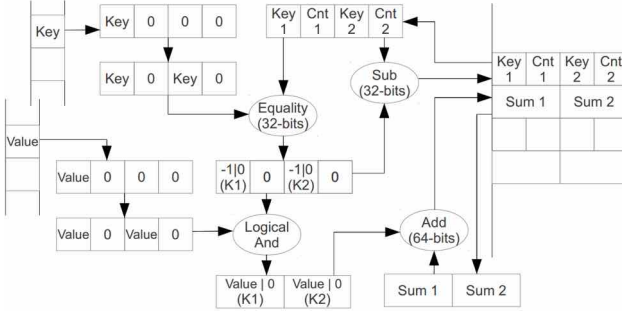 Key
Key 0 0 0
Key 0 Key 0
Key 1 Cnt 1 Key 2 Cnt 2
Sub (32-bits)
Equality (32-bits)
Key 1 Cnt 1 Key 2 Cnt 2
Sum 1 Sum 2
Value
Value 0 0 0
-1|0 (K1) 0 -1|0 (K2) 0
Value 0 Value 0
Logical And
Add (64-bits)
Value | 0 (K1) Value | 0 (K2)
Sum 1 Sum 2